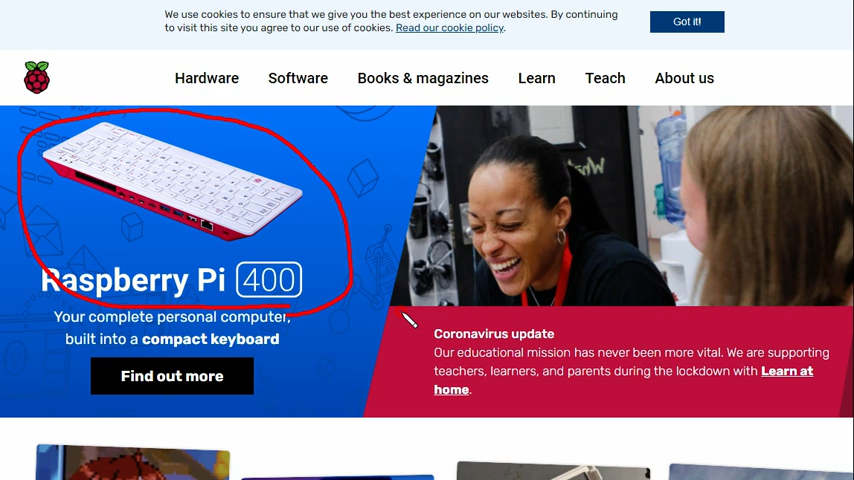 We use cookies to ensure that we give you the best experience on our websites. By continuing
to visit this site you agree to our use of cookies. Read our cookie policy.
Got it!
Hardware
Software
Books & magazines
Learn
Teach
About us
Raspberry Pi 400
Your complete personal computer,
built into a compact keyboard
Find out more
Coronavirus update
Our educational mission has never been more vital. We are supporting
teachers, learners, and parents during the lockdown with Learn at
home.